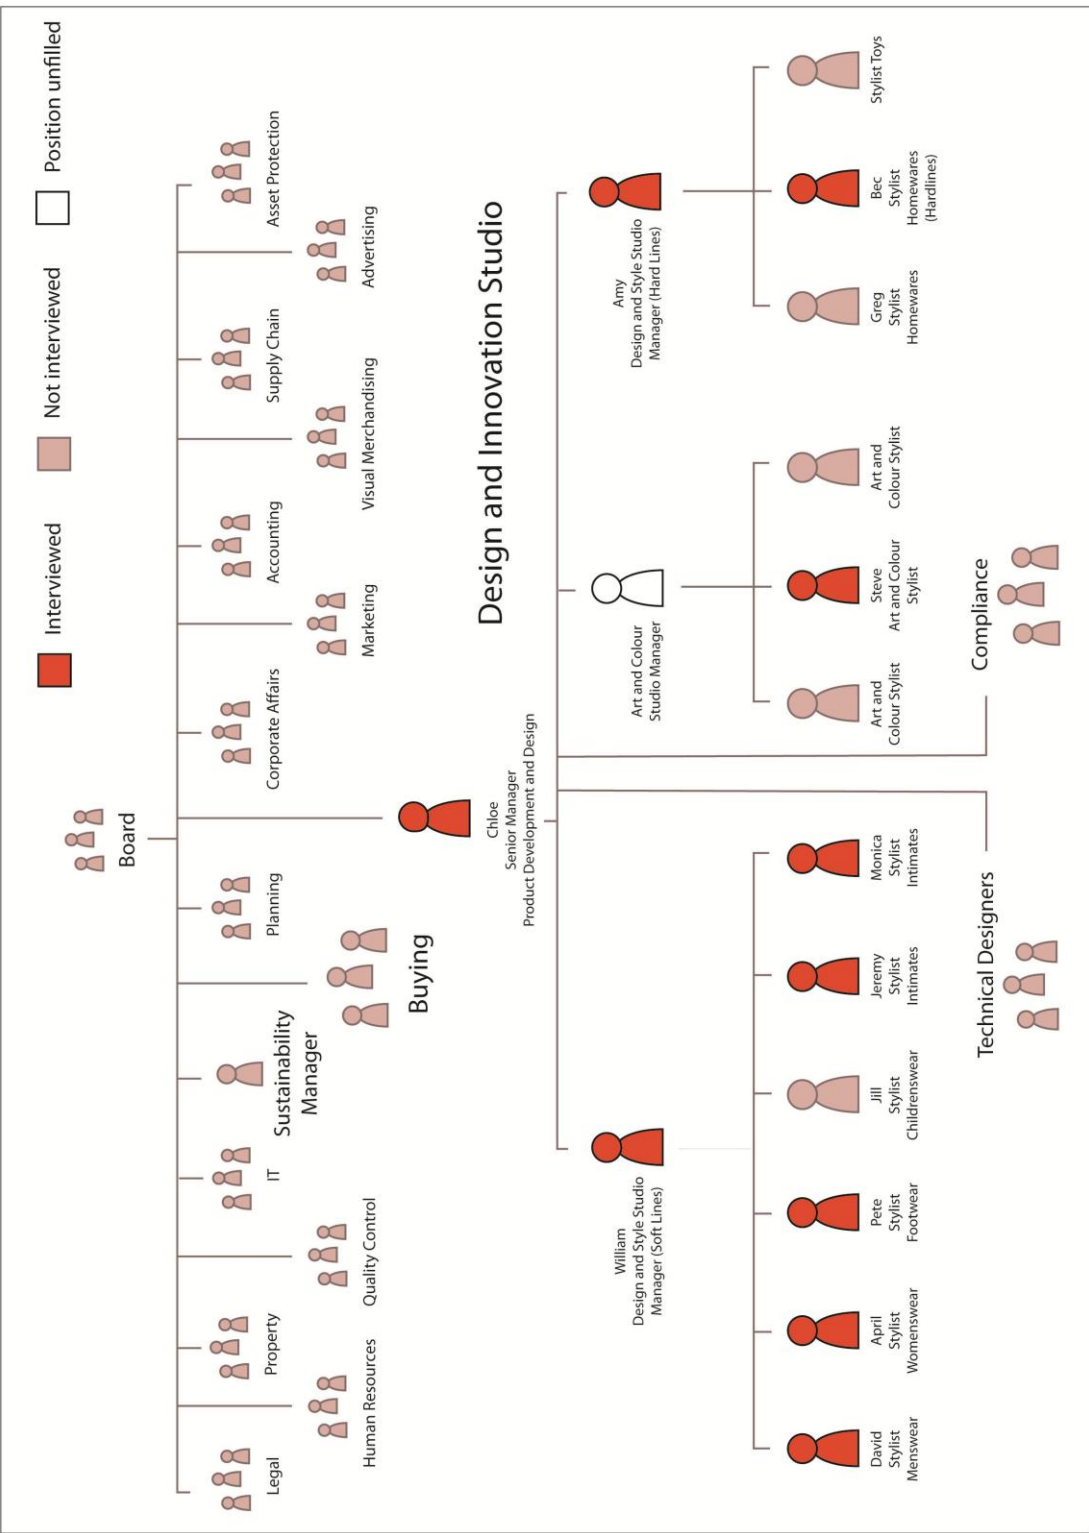 Interviewed
Not interviewed
Position unfilled
Board
Legal
Human Resources
Property
Quality Control
IT
Sustainability
Manager
Buying
Planning
Corporate Affairs
Marketing
Accounting
Visual Merchandising
Supply Chain
Advertising
Asset Protection
Chloe
Senior Manager
Product Development and Design
Design and Innovation Studio
William
Design and Style Studio
Manager (Soft Lines)
Art and Colour
Studio Manager
Amy
Design and Style Studio
Manager (Hard Lines)
David
Stylist
Menswear
April
Stylist
Womenswear
Pete
Stylist
Footwear
Jill
Stylist
Childrenswear
Jeremy
Stylist
Intimates
Monica
Stylist
Intimates
Art and
Colour Stylist
Steve
Art and Colour
Stylist
Art and
Colour Stylist
Greg
Stylist
Homewares
Bec
Stylist
Homewares
(Hardlines)
Stylist Toys
Technical Designers
Compliance